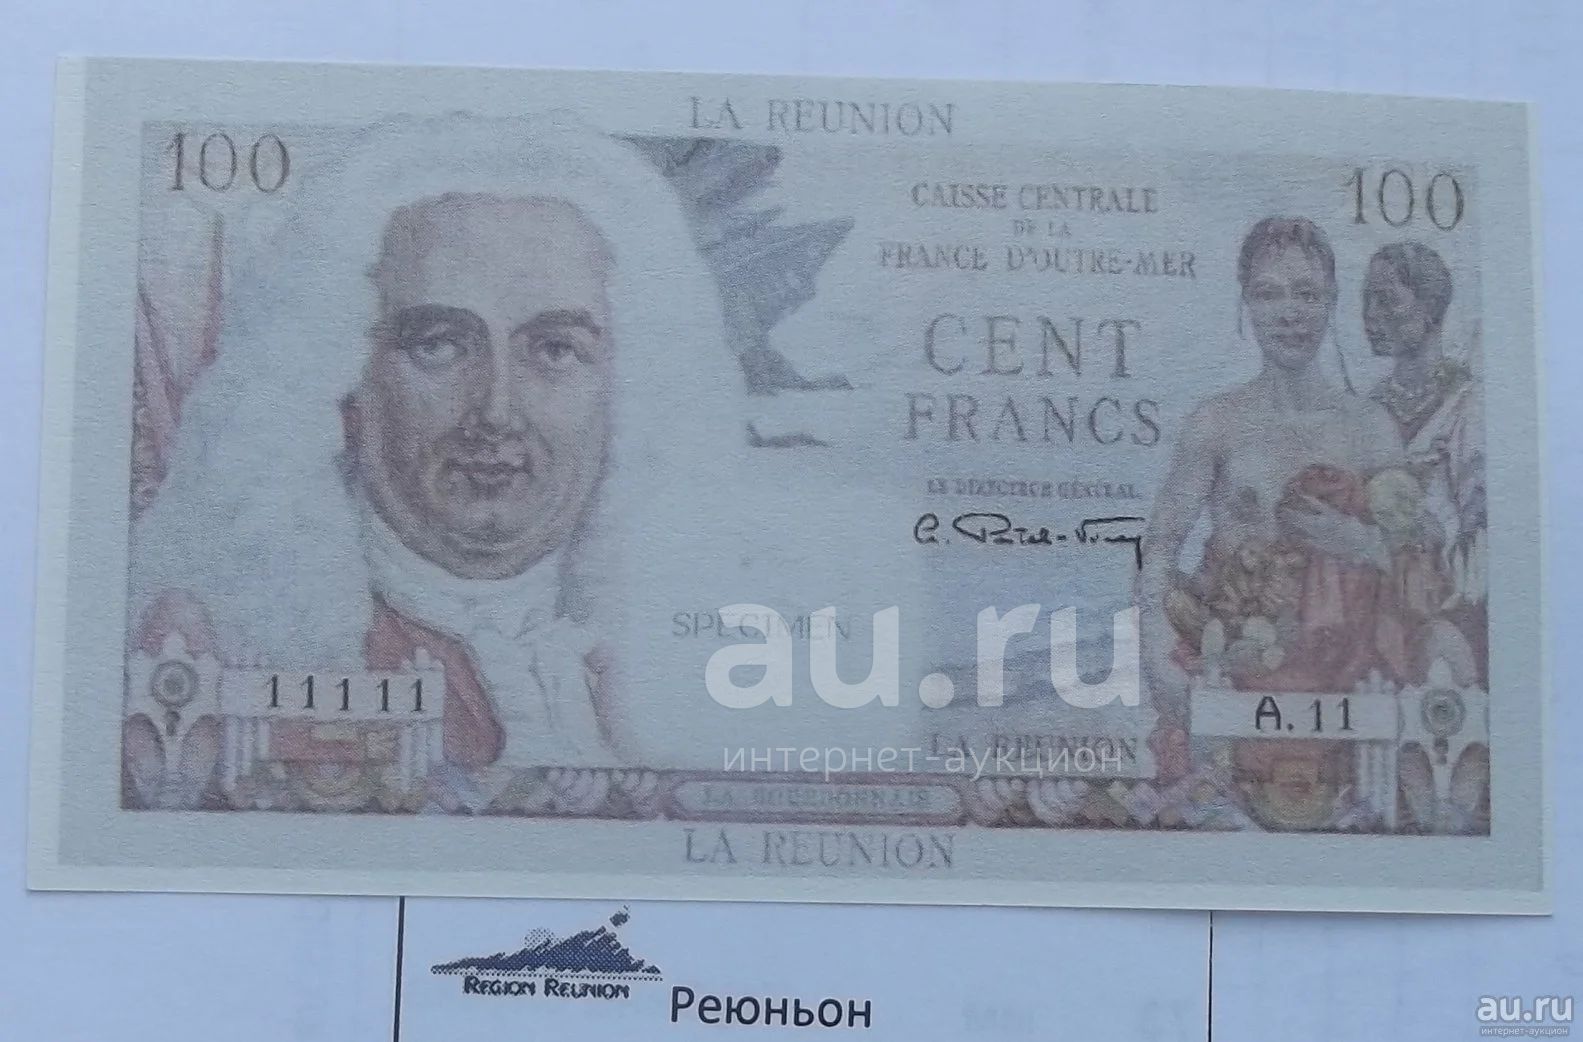 LA REUNION
100
100
CAISSE CENTRALE
DE LA
FRANCE D'OUTRE-MER
CENT
FRANCS
LE DIRECTEUR GÉNÉRAL
SPECIMEN
au.ru
интернет-аукцион
11111
A.11
LA REUNION
LA BOURDONNAIS
LA REUNION
REGION REUNION
Реюньон
au.ru
интернет-аукцион